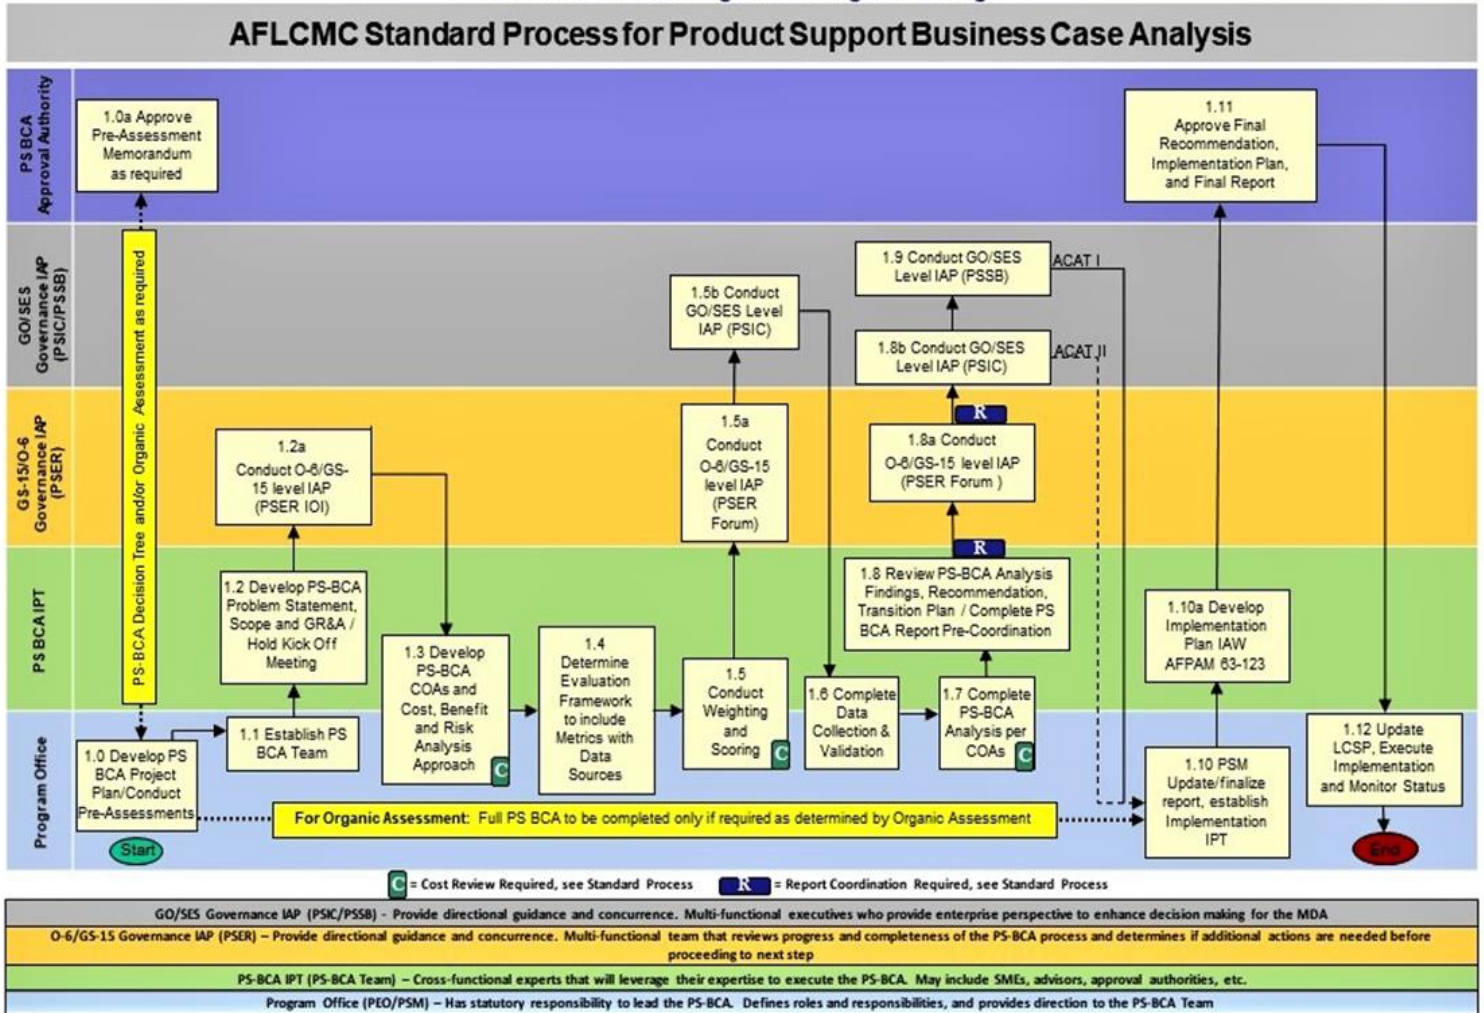 AFLCMC Standard Process for Product Support Business Case Analysis
PS BCA
Approval Authority
1.0a Approve
Pre-Assessment
Memorandum
as required
1.11
Approve Final
Recommendation,
Implementation Plan,
and Final Report
GO/SES
Governance IAP
(PSIC/PSSB)
PS-BCA Decision Tree and/or Organic Assessment as required
1.5b Conduct
GO/SES Level
IAP (PSIC)
1.9 Conduct GO/SES
Level IAP (PSSB)
ACAT I
1.8b Conduct GO/SES
Level IAP (PSIC)
ACAT II
GS-15/O-6
Governance IAP
(PSER)
1.2a
Conduct O-6/GS-
15 level IAP
(PSER IOI)
1.5a
Conduct
O-6/GS-15
level IAP
(PSER
Forum)
R
1.8a Conduct
O-6/GS-15 level IAP
(PSER Forum )
R
PS BCA IPT
1.2 Develop PS-BCA
Problem Statement,
Scope and GR&A /
Hold Kick Off
Meeting
1.3 Develop
PS-BCA
COAs and
Cost, Benefit
and Risk
Analysis
Approach
C
1.4
Determine
Evaluation
Framework
to include
Metrics with
Data
Sources
1.5
Conduct
Weighting
and
Scoring
C
1.6 Complete
Data
Collection &
Validation
1.8 Review PS-BCA Analysis
Findings, Recommendation,
Transition Plan / Complete PS
BCA Report Pre-Coordination
1.7 Complete
PS-BCA
Analysis per
COAs
C
1.10a Develop
Implementation
Plan IAW
AFPAM 63-123
Program Office
1.0 Develop PS
BCA Project
Plan/Conduct
Pre-Assessments
Start
1.1 Establish PS
BCA Team
For Organic Assessment: Full PS BCA to be completed only if required as determined by Organic Assessment
1.10 PSM
Update/finalize
report, establish
Implementation
IPT
1.12 Update
LCSP, Execute
Implementation
and Monitor Status
End
C = Cost Review Required, see Standard Process
R = Report Coordination Required, see Standard Process
GO/SES Governance IAP (PSIC/PSSB) - Provide directional guidance and concurrence. Multi-functional executives who provide enterprise perspective to enhance decision making for the MDA
O-6/GS-15 Governance IAP (PSER) – Provide directional guidance and concurrence. Multi-functional team that reviews progress and completeness of the PS-BCA process and determines if additional actions are needed before
proceeding to next step
PS-BCA IPT (PS-BCA Team) – Cross-functional experts that will leverage their expertise to execute the PS-BCA. May include SMEs, advisors, approval authorities, etc.
Program Office (PEO/PSM) – Has statutory responsibility to lead the PS-BCA. Defines roles and responsibilities, and provides direction to the PS-BCA Team